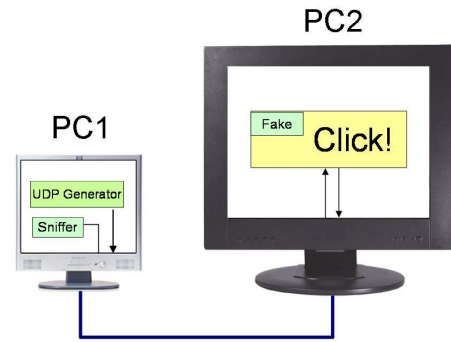 PC2
Fake
Click!
PC1
UDP Generator
Sniffer